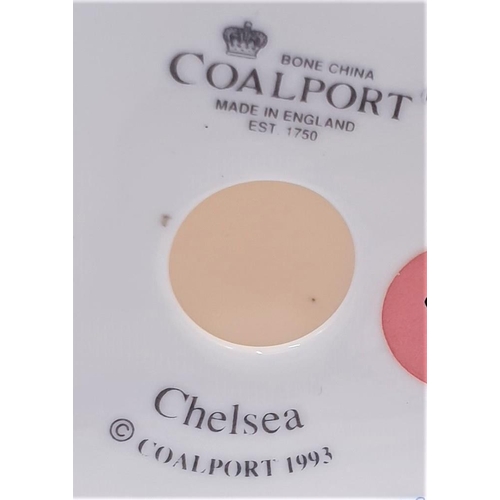 BONE CHINA
COALPORT
MADE IN ENGLAND
EST. 1750
Chelsea
© COALPORT 1993